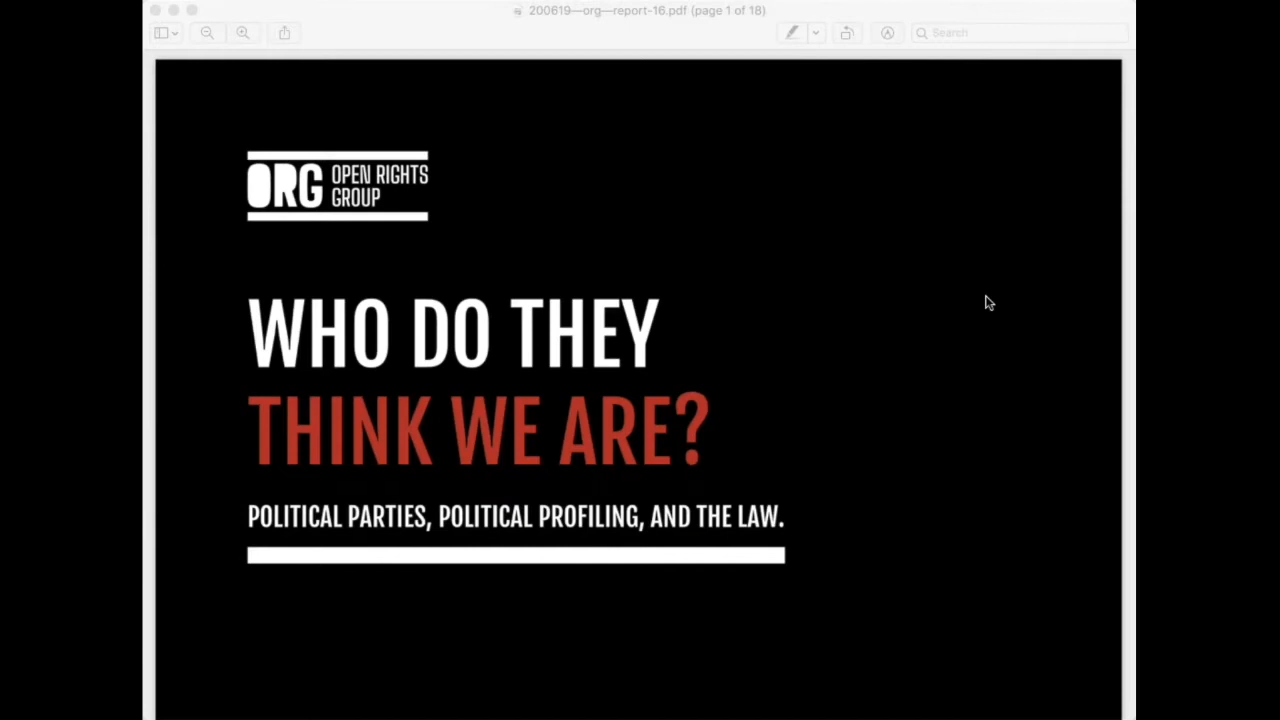 200619—org—report-16.pdf (page 1 of 18)
Search
ORG OPEN RIGHTS
GROUP
WHO DO THEY
THINK WE ARE?
POLITICAL PARTIES, POLITICAL PROFILING, AND THE LAW.